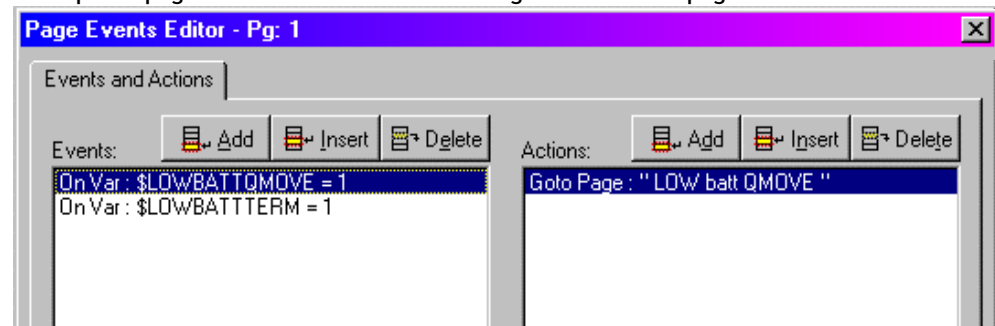 Page Events Editor - Pg: 1
Events and Actions
Events: Add Insert Delete
On Var : $LOWBATTQMOVE = 1
On Var : $LOWBATTTERM = 1
Actions: Add Insert Delete
Goto Page : " LOW batt QMOVE "